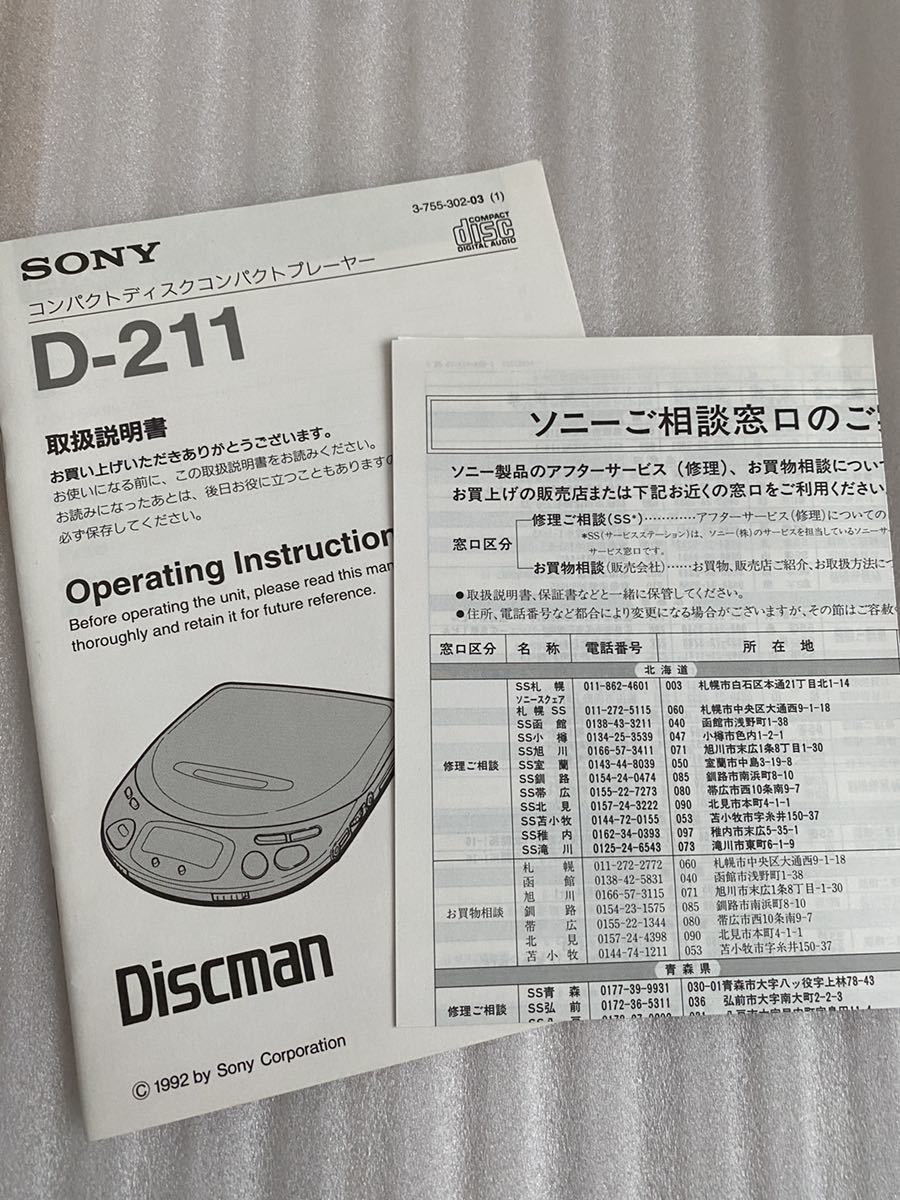 3-755-302-03 (1)
SONY
COMPACT
disc
DIGITAL AUDIO
コンパクトディスクコンパクトプレーヤー
D-211
取扱説明書
お買い上げいただきありがとうございます。
お使いになる前に、この取扱説明書をお読みください。
お読みになったあとは、後日お役に立つこともありますの
必ず保存してください。
Operating Instruction
Before operating the unit, please read this man
thoroughly and retain it for future reference.
Discman
© 1992 by Sony Corporation
ソニーご相談窓口のご
ソニー製品のアフターサービス（修理）、お買物相談につい
お買上げの販売店または下記お近くの窓口をご利用ください
窓口区分
修理ご相談(SS*)…………アフターサービス(修理)についての
*SS(サービスステーション)は、ソニー(株)のサービスを担当しているソニーサー
サービス窓口です。
お買物相談(販売会社)……お買物、販売店ご紹介、お取扱方法につ
●取扱説明書、保証書などと一緒に保管してください。
●住所、電話番号など都合により変更になる場合がございますが、その節はご容赦
窓口区分 名 称 電話番号 所 在 地
北 海 道
修理ご相談
SS札 幌 011-862-4601 003 札幌市白石区本通21丁目北1-14
ソニースクェア
札 幌 SS 011-272-5115 060 札幌市中央区大通西9-1-18
SS函 館 0138-43-3211 040 函館市浅野町1-38
SS小 樽 0134-25-3539 047 小樽市色内1-2-1
SS旭 川 0166-57-3411 071 旭川市末広1条8丁目1-30
SS室 蘭 0143-44-8039 050 室蘭市中島3-19-8
SS釧 路 0154-24-0474 085 釧路市南浜町8-10
SS帯 広 0155-22-7273 080 帯広市西10条南9-7
SS北 見 0157-24-3222 090 北見市本町4-1-1
SS苫小牧 0144-72-0155 053 苫小牧市字糸井150-37
SS稚 内 0162-34-0393 097 稚内市末広5-35-1
SS滝 川 0125-24-6543 073 滝川市東町6-1-9
お買物相談
札 幌 011-272-2772 060 札幌市中央区大通西9-1-18
函 館 0138-42-5831 040 函館市浅野町1-38
旭 川 0166-57-3115 071 旭川市末広1条8丁目-1-30
釧 路 0154-23-1575 085 釧路市南浜町8-10
帯 広 0155-22-1344 080 帯広市西10条南9-7
北 見 0157-24-4398 090 北見市本町4-1-1
苫 小 牧 0144-74-1211 053 苫小牧市字糸井150-37
青 森 県
修理ご相談
SS青 森 0177-39-9931 030-01 青森市大字八ッ役字上林78-43
SS弘 前 0172-36-5311 036 弘前市大字南大町2-2-3